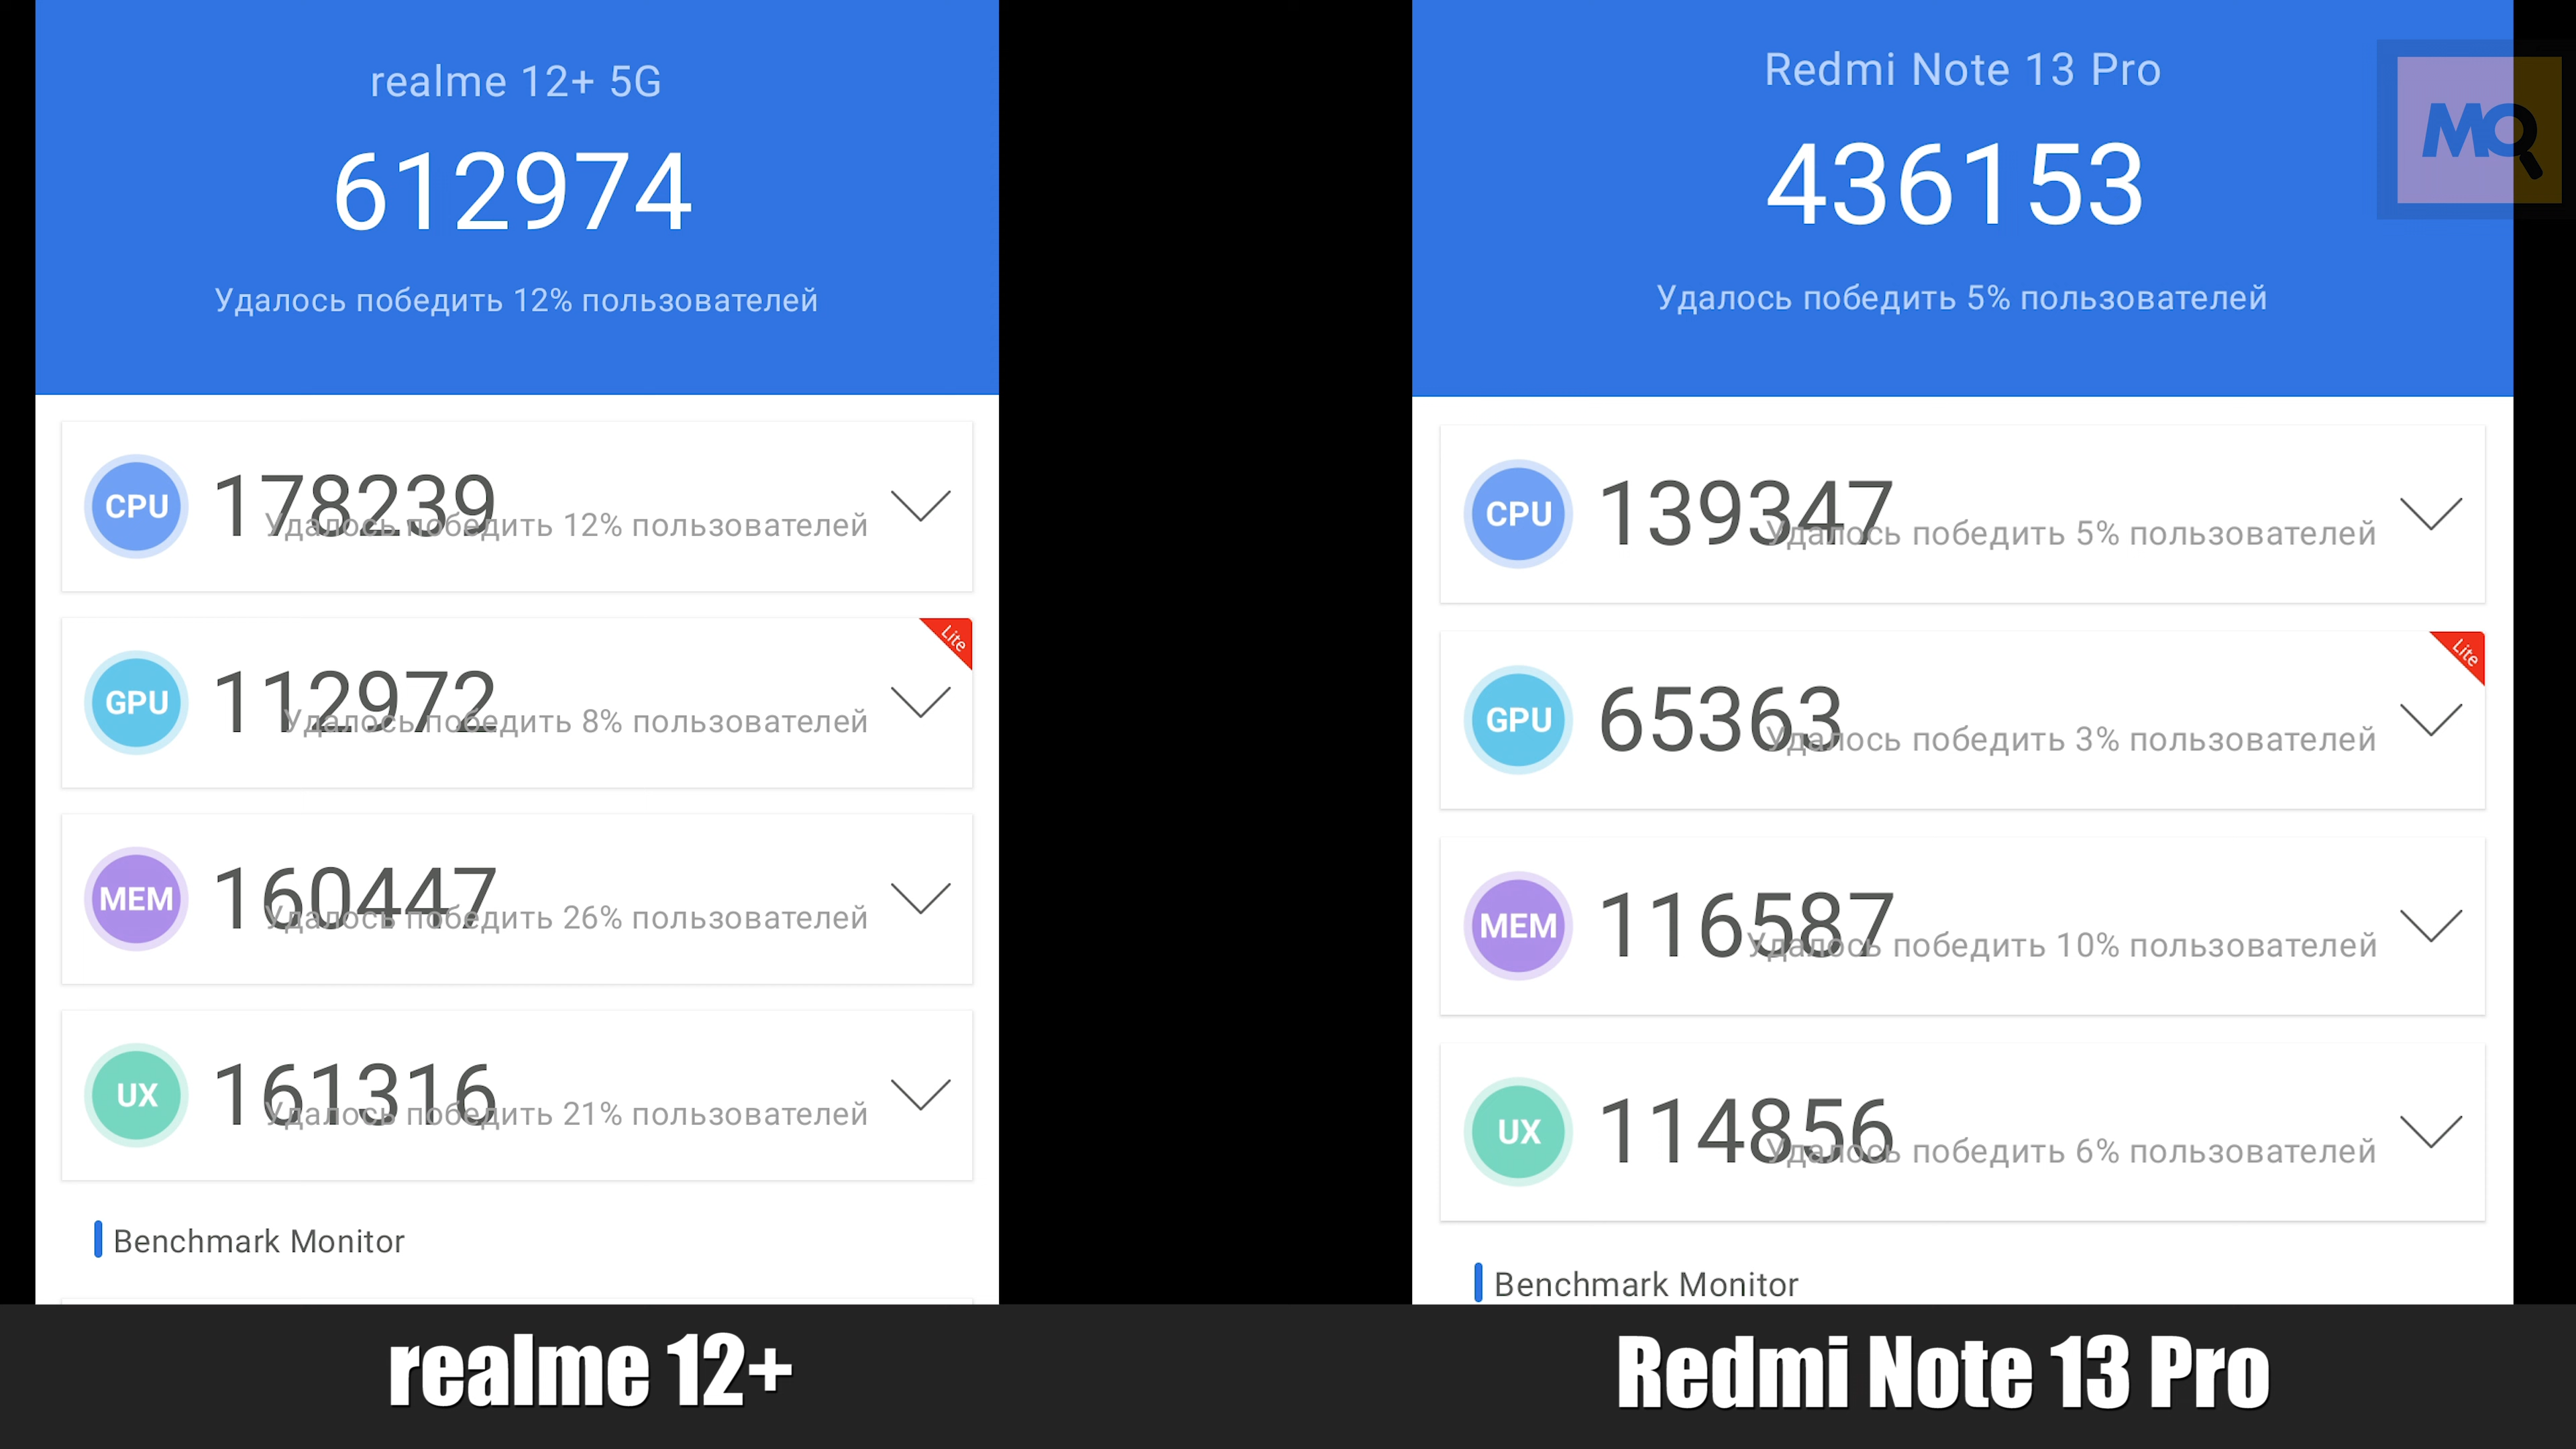 realme 12+ 5G
612974
Удалось победить 12% пользователей
CPU
178239
Удалось победить 12% пользователей
Lite
GPU
112972
Удалось победить 8% пользователей
MEM
160447
Удалось победить 26% пользователей
UX
161316
Удалось победить 21% пользователей
Benchmark Monitor
realme 12+
Redmi Note 13 Pro
436153
Удалось победить 5% пользователей
CPU
139347
Удалось победить 5% пользователей
Lite
GPU
65363
Удалось победить 3% пользователей
MEM
116587
Удалось победить 10% пользователей
UX
114856
Удалось победить 6% пользователей
Benchmark Monitor
Redmi Note 13 Pro
MO